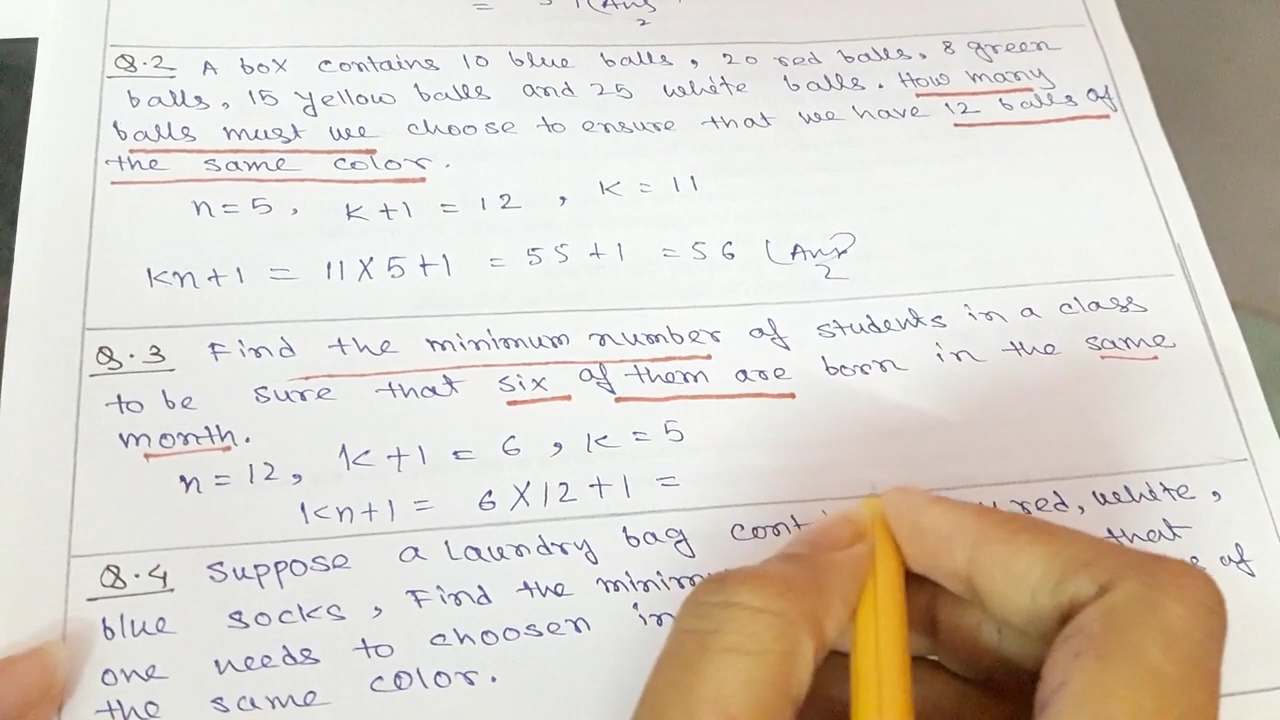 = (Ans
Q.2 A box contains 10 blue balls, 20 red balls, 8 green
balls, 15 yellow balls and 25 white balls. How many
balls must we choose to ensure that we have 12 balls of
the same color.
n=5, k+1 = 12, k = 11
kn+1 = 11×5+1 = 55+1 = 56 (Ans)
Q.3 Find the minimum number of students in a class
to be sure that six of them are born in the same
month.
n=12, k+1 = 6, k=5
kn+1 = 6×12+1 =
Q.4 Suppose a laundry bag red, white,
blue socks, Find the that
one needs to choosen in of
the same color.